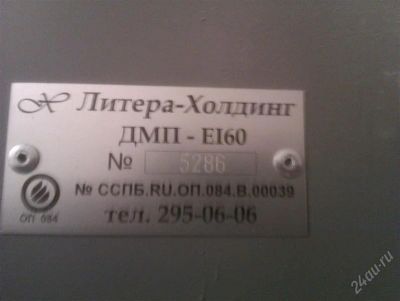 Литера-Холдинг
ДМП - EI60
№ 5286
№ ССПБ.RU.ОП.084.В.00039
ОП 084
тел. 295-06-06
24au.ru